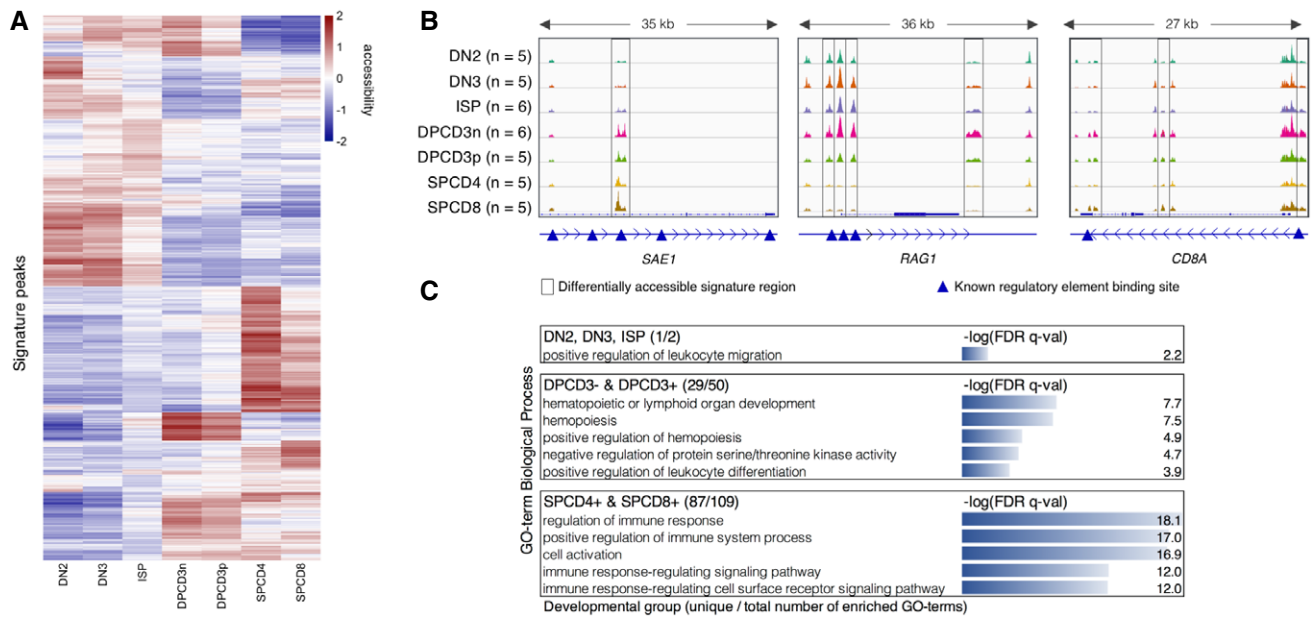 A
2
1
0
-1
-2
accessibility
Signature peaks
DN2
DN3
ISP
DPCD3n
DPCD3p
SPCD4
SPCD8
B
35 kb
36 kb
27 kb
DN2 (n = 5)
DN3 (n = 5)
ISP (n = 6)
DPCD3n (n = 6)
DPCD3p (n = 5)
SPCD4 (n = 5)
SPCD8 (n = 5)
SAE1
RAG1
CD8A
Differentially accessible signature region
Known regulatory element binding site
C
GO-term Biological Process
DN2, DN3, ISP (1/2) -log(FDR q-val)
positive regulation of leukocyte migration 2.2
DPCD3- & DPCD3+ (29/50) -log(FDR q-val)
hematopoietic or lymphoid organ development 7.7
hemopoiesis 7.5
positive regulation of hemopoiesis 4.9
negative regulation of protein serine/threonine kinase activity 4.7
positive regulation of leukocyte differentiation 3.9
SPCD4+ & SPCD8+ (87/109) -log(FDR q-val)
regulation of immune response 18.1
positive regulation of immune system process 17.0
cell activation 16.9
immune response-regulating signaling pathway 12.0
immune response-regulating cell surface receptor signaling pathway 12.0
Developmental group (unique / total number of enriched GO-terms)